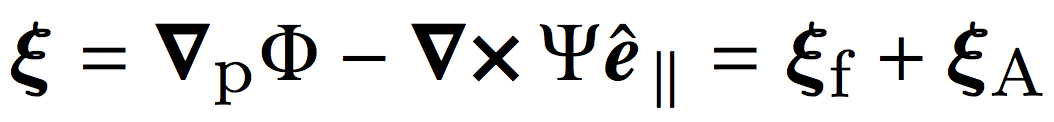 ξ = ∇ₚΦ − ∇×Ψê∥ = ξf + ξA